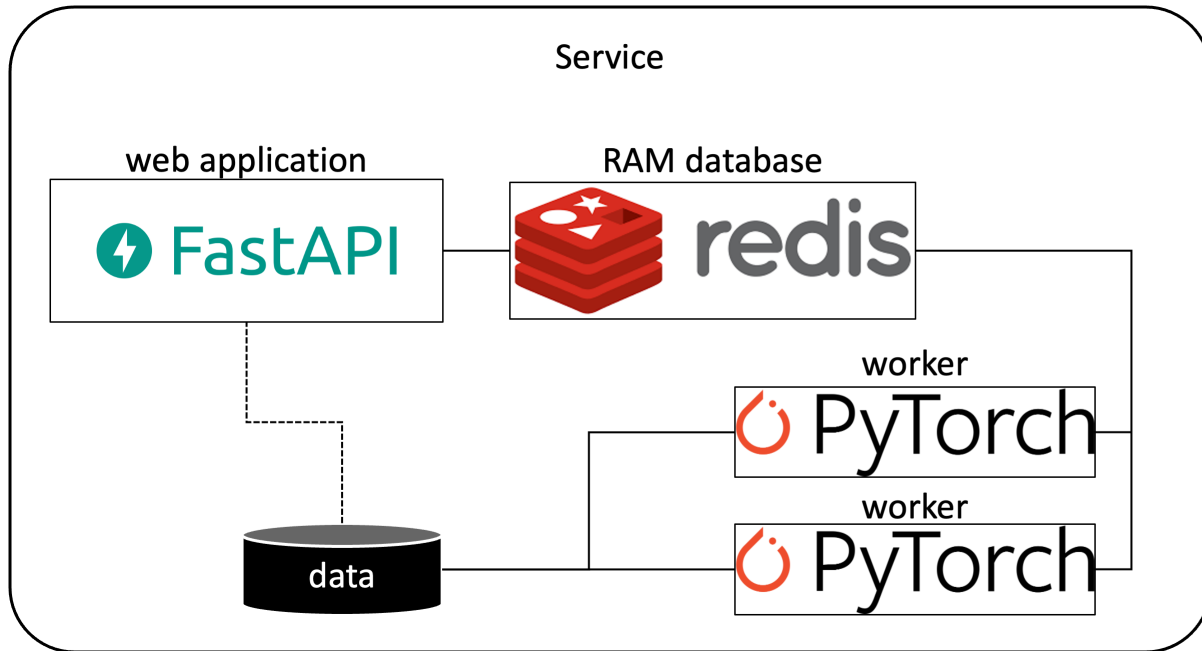 Service
web application
RAM database
FastAPI
redis
worker
PyTorch
worker
PyTorch
data